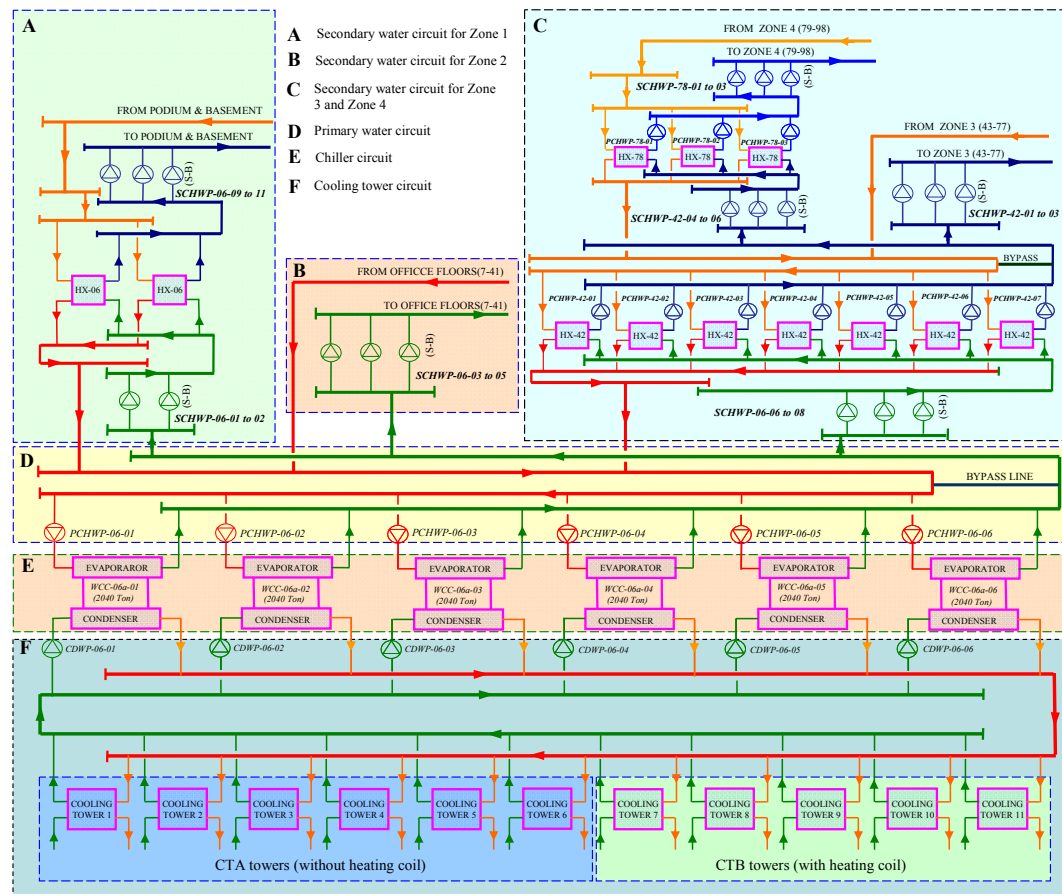 A
FROM PODIUM & BASEMENT
TO PODIUM & BASEMENT
(S-B)
SCHWP-06-09 to 11
HX-06
HX-06
(S-B)
SCHWP-06-01 to 02
A Secondary water circuit for Zone 1
B Secondary water circuit for Zone 2
C Secondary water circuit for Zone
3 and Zone 4
D Primary water circuit
E Chiller circuit
F Cooling tower circuit
B
FROM OFFICCE FLOORS(7-41)
TO OFFICE FLOORS(7-41)
(S-B)
SCHWP-06-03 to 05
C
FROM ZONE 4 (79-98)
TO ZONE 4 (79-98)
(S-B)
SCHWP-78-01 to 03
PCHWP-78-01
PCHWP-78-02
PCHWP-78-03
HX-78
HX-78
HX-78
FROM ZONE 3 (43-77)
TO ZONE 3 (43-77)
(S-B)
(S-B)
SCHWP-42-04 to 06
SCHWP-42-01 to 03
BYPASS
PCHWP-42-01
PCHWP-42-02
PCHWP-42-03
PCHWP-42-04
PCHWP-42-05
PCHWP-42-06
PCHWP-42-07
HX-42
HX-42
HX-42
HX-42
HX-42
HX-42
HX-42
SCHWP-06-06 to 08
(S-B)
D
BYPASS LINE
PCHWP-06-01
PCHWP-06-02
PCHWP-06-03
PCHWP-06-04
PCHWP-06-05
PCHWP-06-06
E
EVAPORAROR
EVAPORATOR
EVAPORATOR
EVAPORATOR
EVAPORATOR
EVAPORATOR
WCC-06a-01
(2040 Ton)
WCC-06a-02
(2040 Ton)
WCC-06a-03
(2040 Ton)
WCC-06a-04
(2040 Ton)
WCC-06a-05
(2040 Ton)
WCC-06a-06
(2040 Ton)
CONDENSER
CONDENSER
CONDENSER
CONDENSER
CONDENSER
CONDENSER
F
CDWP-06-01
CDWP-06-02
CDWP-06-03
CDWP-06-04
CDWP-06-05
CDWP-06-06
COOLING
TOWER 1
COOLING
TOWER 2
COOLING
TOWER 3
COOLING
TOWER 4
COOLING
TOWER 5
COOLING
TOWER 6
COOLING
TOWER 7
COOLING
TOWER 8
COOLING
TOWER 9
COOLING
TOWER 10
COOLING
TOWER 11
CTA towers (without heating coil)
CTB towers (with heating coil)